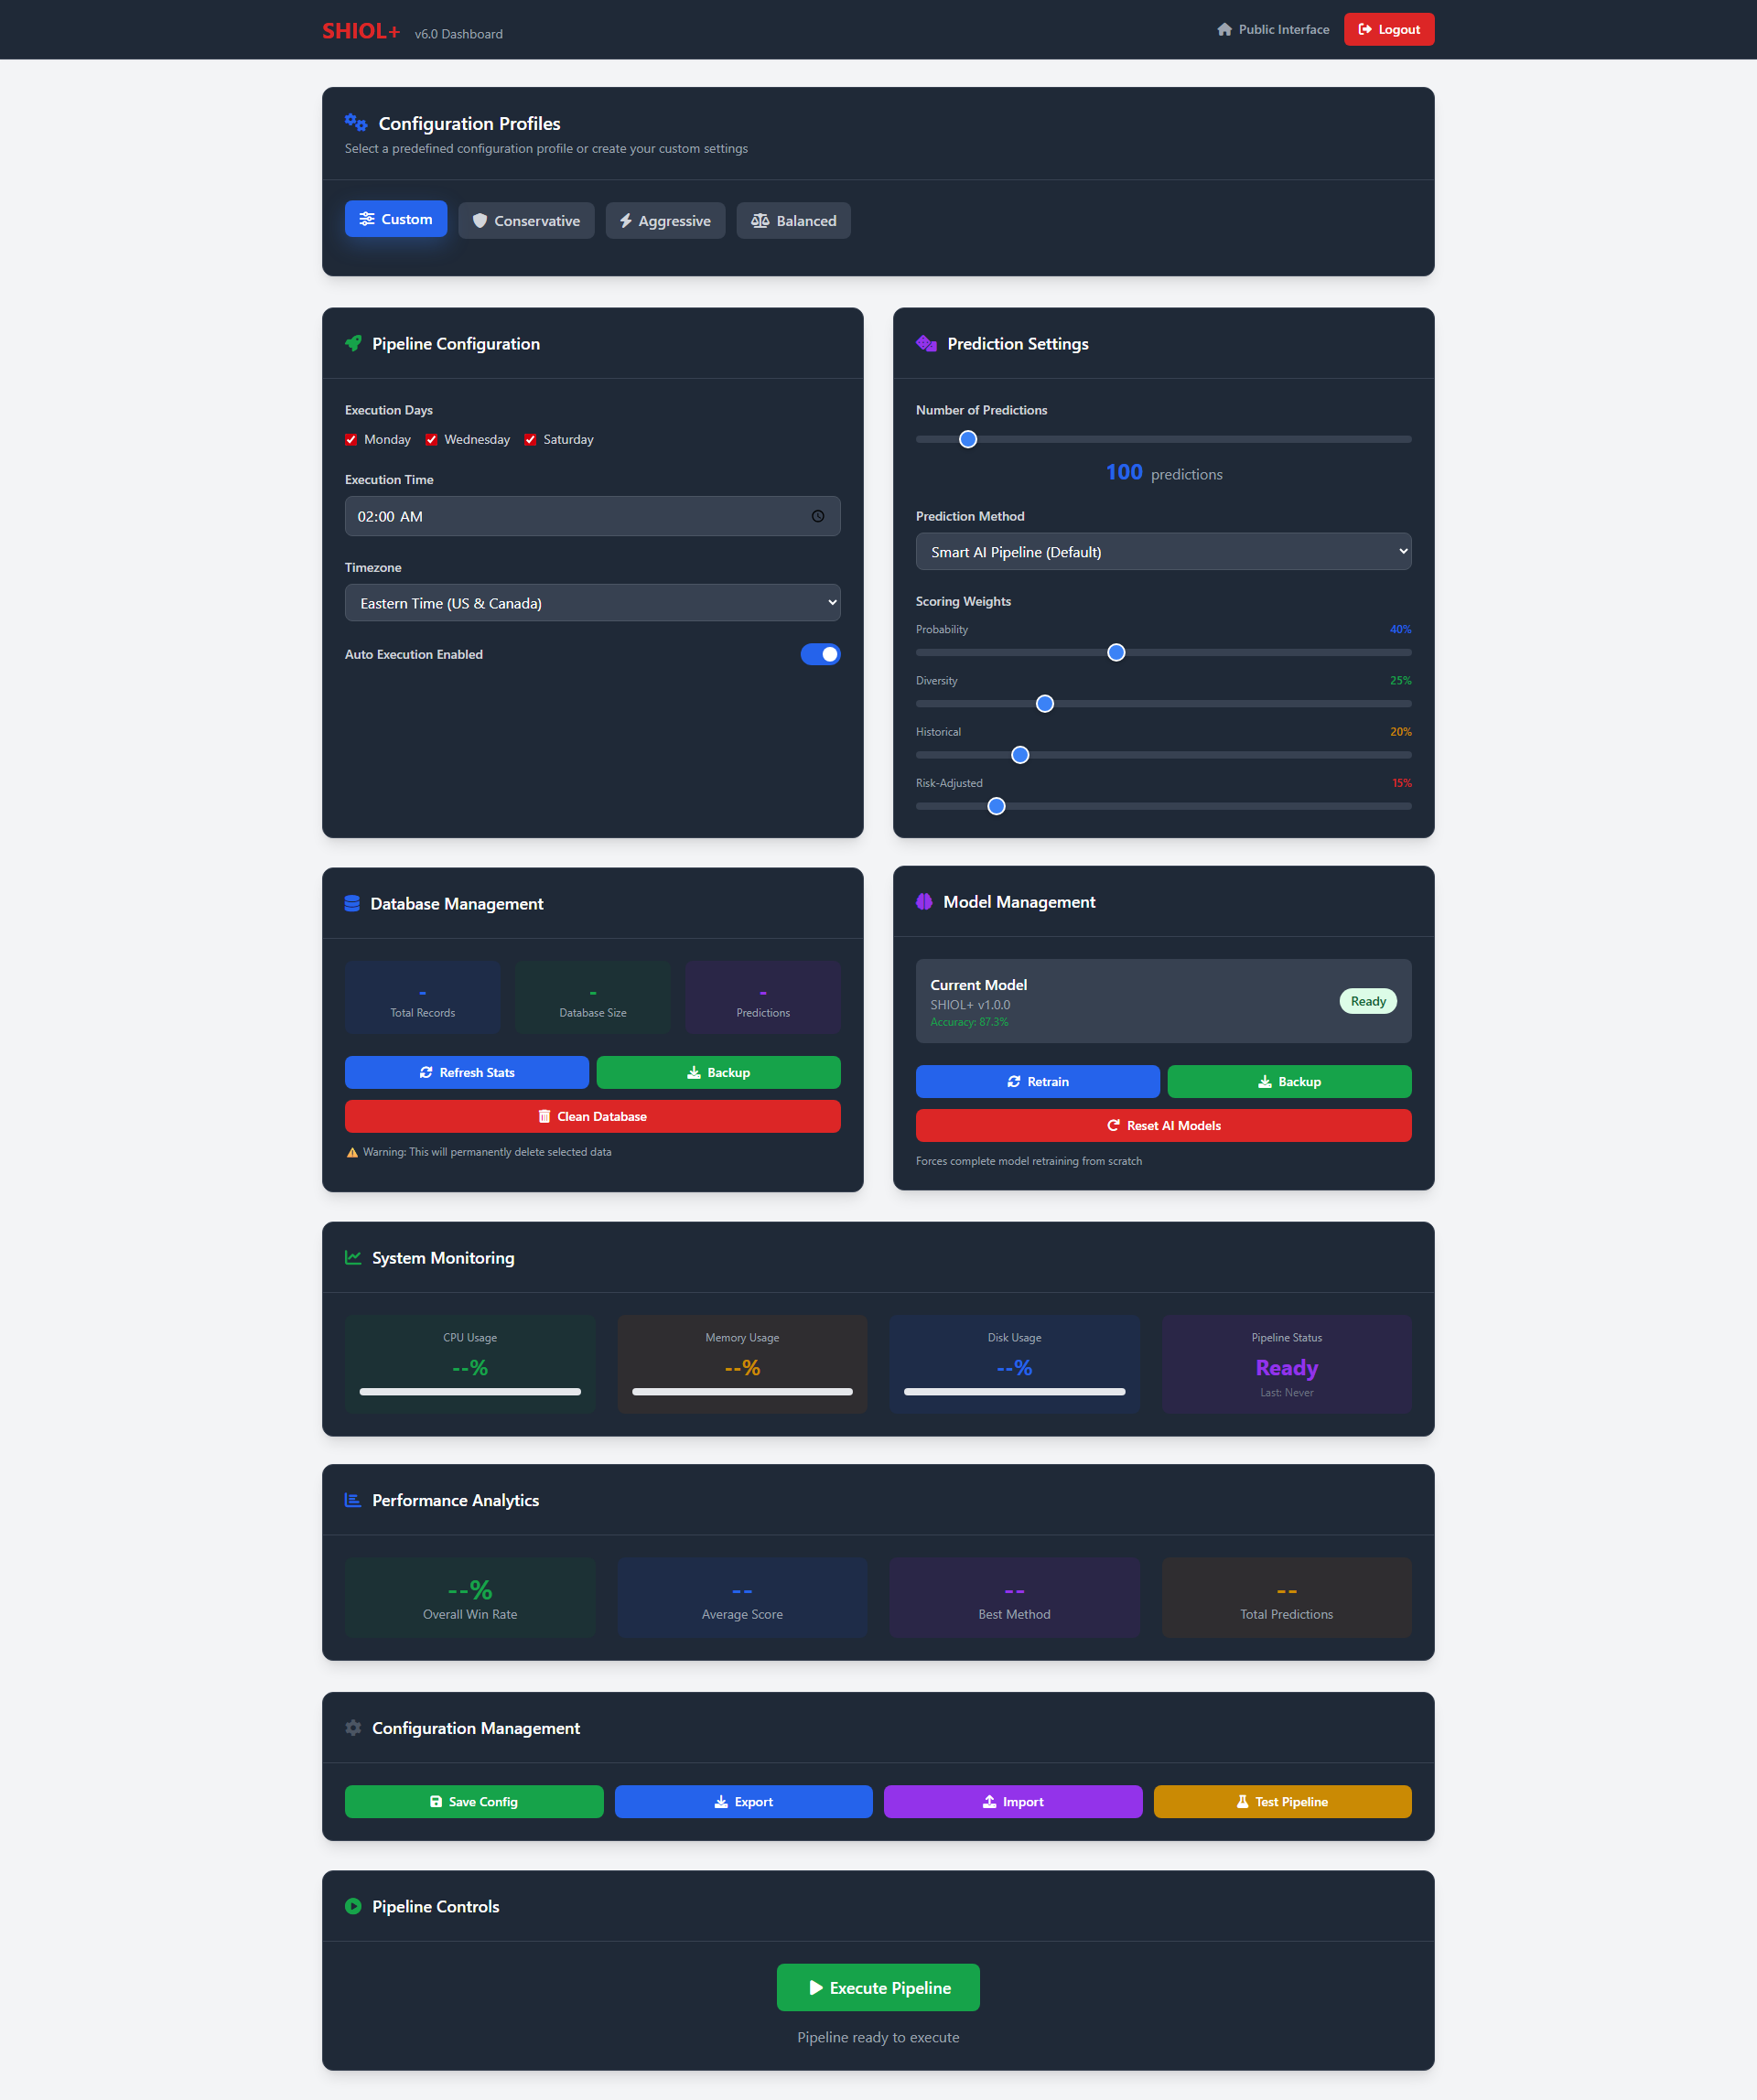 SHIOL+ v6.0 Dashboard
Public Interface
Logout
Configuration Profiles
Select a predefined configuration profile or create your custom settings
Custom
Conservative
Aggressive
Balanced
Pipeline Configuration
Execution Days
Monday
Wednesday
Saturday
Execution Time
02:00 AM
Timezone
Eastern Time (US & Canada)
Auto Execution Enabled
Prediction Settings
Number of Predictions
100 predictions
Prediction Method
Smart AI Pipeline (Default)
Scoring Weights
Probability 40%
Diversity 25%
Historical 20%
Risk-Adjusted 15%
Database Management
-
Total Records
-
Database Size
-
Predictions
Refresh Stats
Backup
Clean Database
Warning: This will permanently delete selected data
Model Management
Current Model
SHIOL+ v1.0.0
Accuracy: 87.3%
Ready
Retrain
Backup
Reset AI Models
Forces complete model retraining from scratch
System Monitoring
CPU Usage
--%
Memory Usage
--%
Disk Usage
--%
Pipeline Status
Ready
Last: Never
Performance Analytics
--%
Overall Win Rate
--
Average Score
--
Best Method
--
Total Predictions
Configuration Management
Save Config
Export
Import
Test Pipeline
Pipeline Controls
Execute Pipeline
Pipeline ready to execute